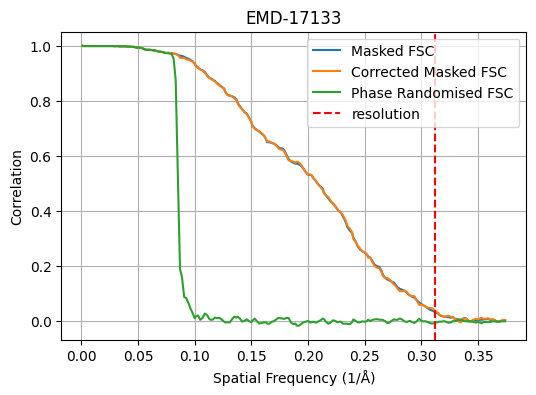 EMD-17133
Masked FSC
Corrected Masked FSC
Phase Randomised FSC
resolution
Correlation
1.0
0.8
0.6
0.4
0.2
0.0
0.00 0.05 0.10 0.15 0.20 0.25 0.30 0.35
Spatial Frequency (1/Å)